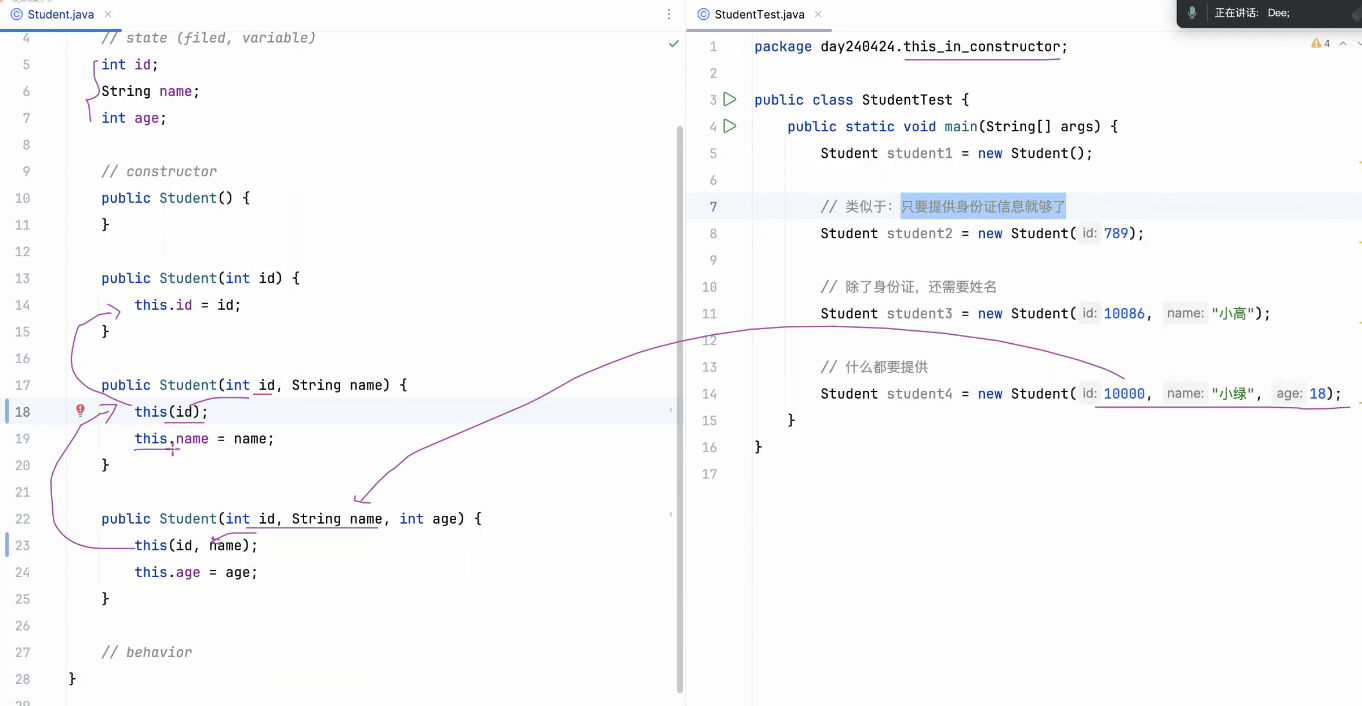 Student.java
4 // state (filed, variable)
5 int id;
6 String name;
7 int age;
8
9 // constructor
10 public Student() {
11 }
12
13 public Student(int id) {
14 this.id = id;
15 }
16
17 public Student(int id, String name) {
18 this(id);
19 this.name = name;
20 }
21
22 public Student(int id, String name, int age) {
23 this(id, name);
24 this.age = age;
25 }
26
27 // behavior
28 }
29
StudentTest.java
正在讲话: Dee;
4
1 package day240424.this_in_constructor;
2
3 public class StudentTest {
4 public static void main(String[] args) {
5 Student student1 = new Student();
6
7 // 类似于：只要提供身份证信息就够了
8 Student student2 = new Student( id: 789);
9
10 // 除了身份证，还需要姓名
11 Student student3 = new Student( id: 10086, name: "小高");
12
13 // 什么都要提供
14 Student student4 = new Student( id: 10000, name: "小绿", age: 18);
15 }
16 }
17